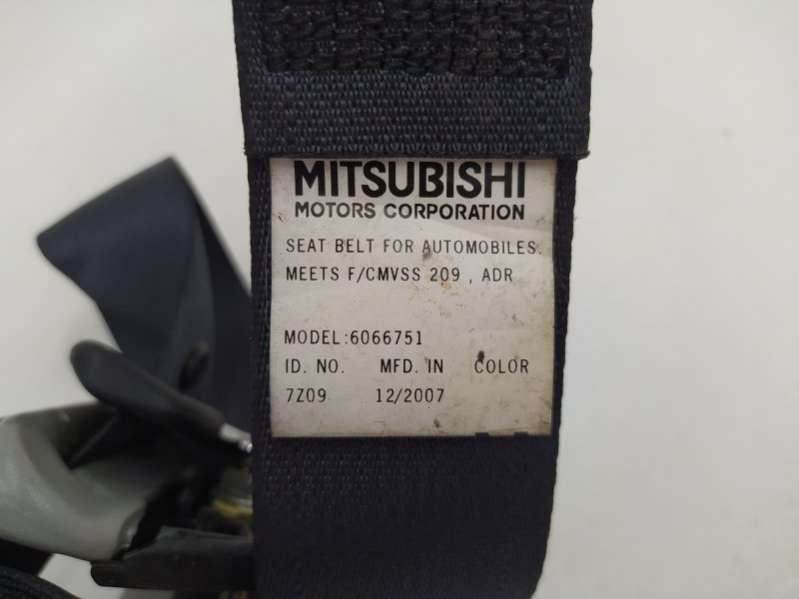 MITSUBISHI
MOTORS CORPORATION
SEAT BELT FOR AUTOMOBILES.
MEETS F/CMVSS 209 , ADR
MODEL:6066751
ID. NO. MFD. IN COLOR
7Z09 12/2007